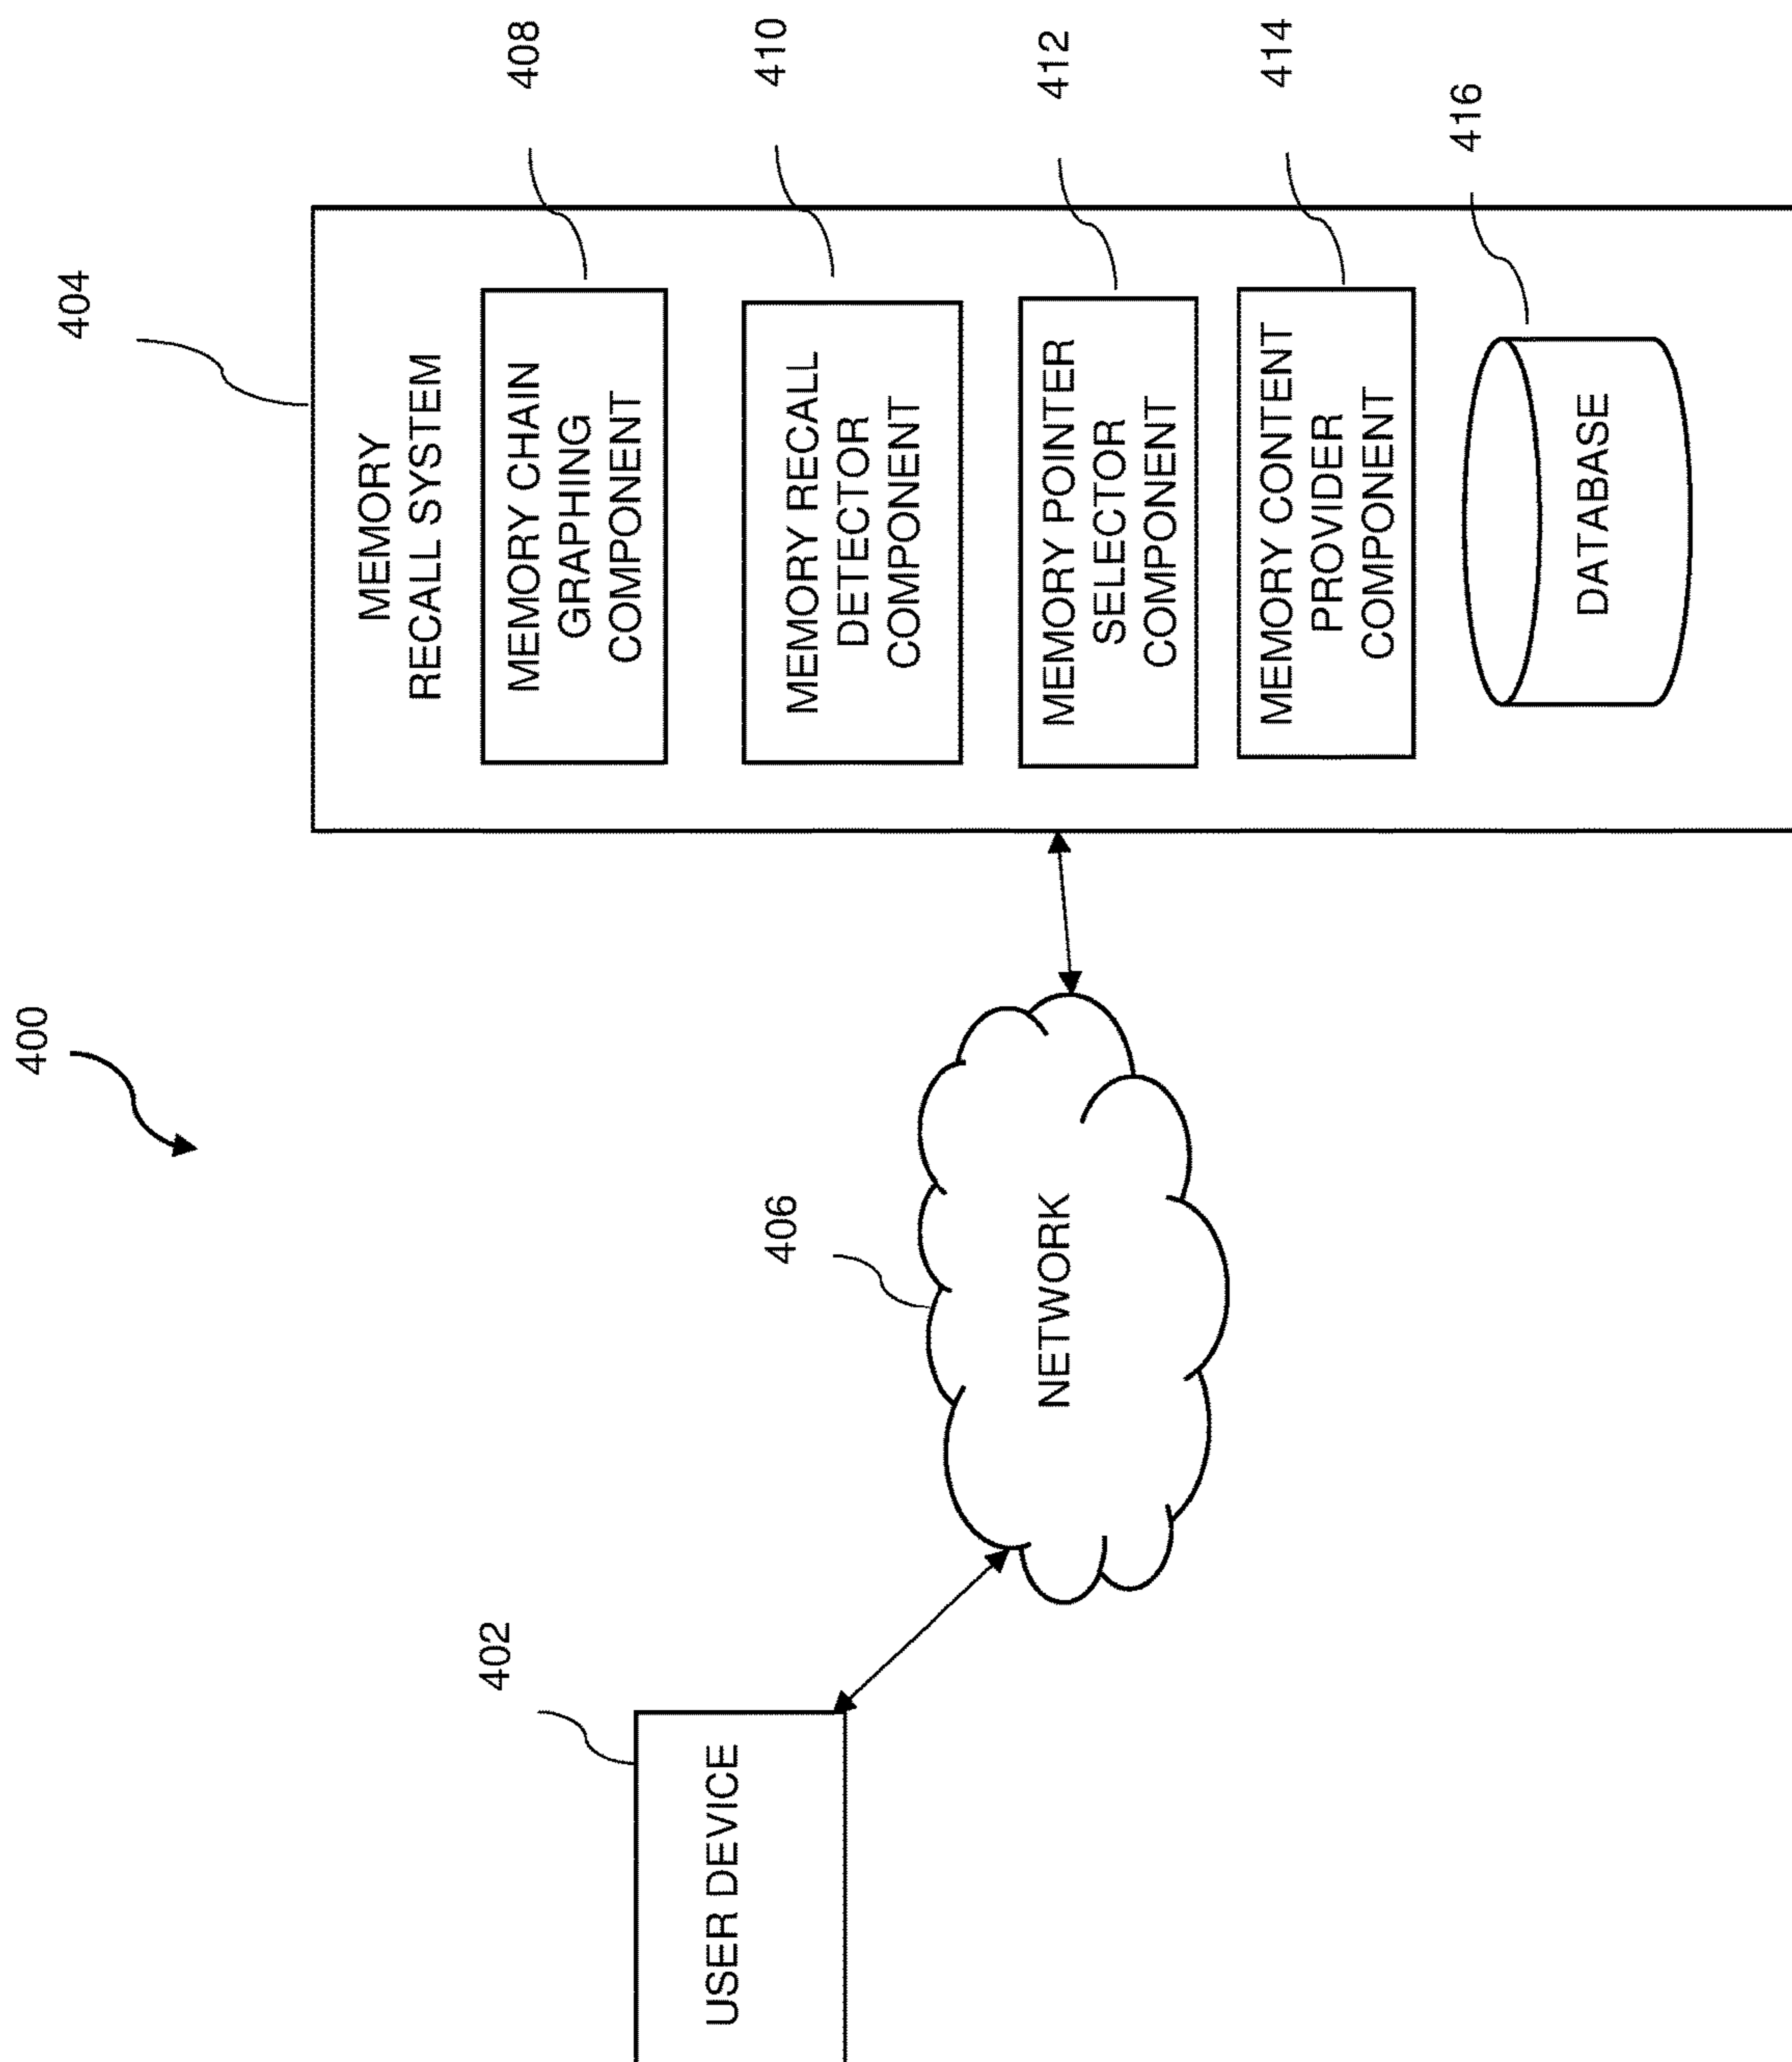 400
404
MEMORY
RECALL SYSTEM
408
MEMORY CHAIN
GRAPHING
COMPONENT
410
MEMORY RECALL
DETECTOR
COMPONENT
412
MEMORY POINTER
SELECTOR
COMPONENT
414
MEMORY CONTENT
PROVIDER
COMPONENT
416
DATABASE
406
NETWORK
402
USER DEVICE